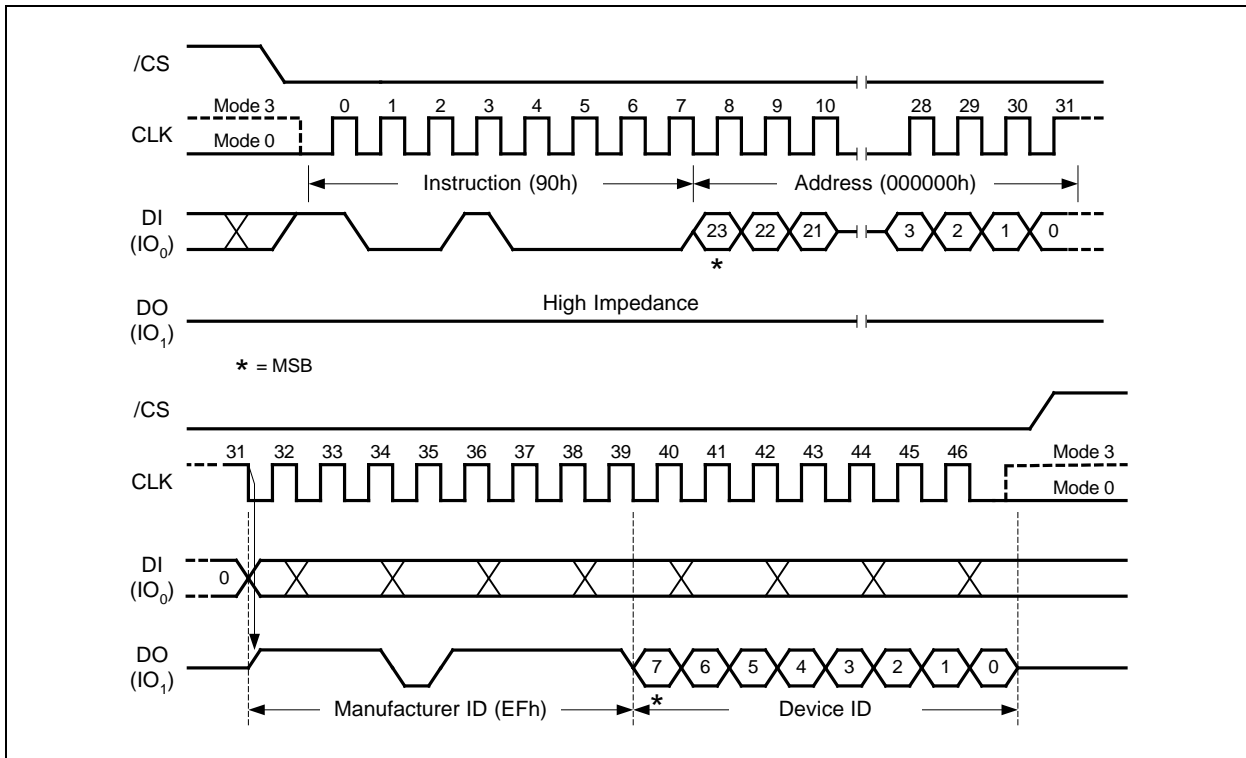 /CS
Mode 3 0 1 2 3 4 5 6 7 8 9 10 28 29 30 31
CLK Mode 0
Instruction (90h) Address (000000h)
DI
(IO₀) 23 22 21 3 2 1 0
*
DO High Impedance
(IO₁)
* = MSB
/CS
31 32 33 34 35 36 37 38 39 40 41 42 43 44 45 46 Mode 3
CLK Mode 0
DI 0
(IO₀)
DO 7 6 5 4 3 2 1 0
(IO₁)
*
Manufacturer ID (EFh) Device ID